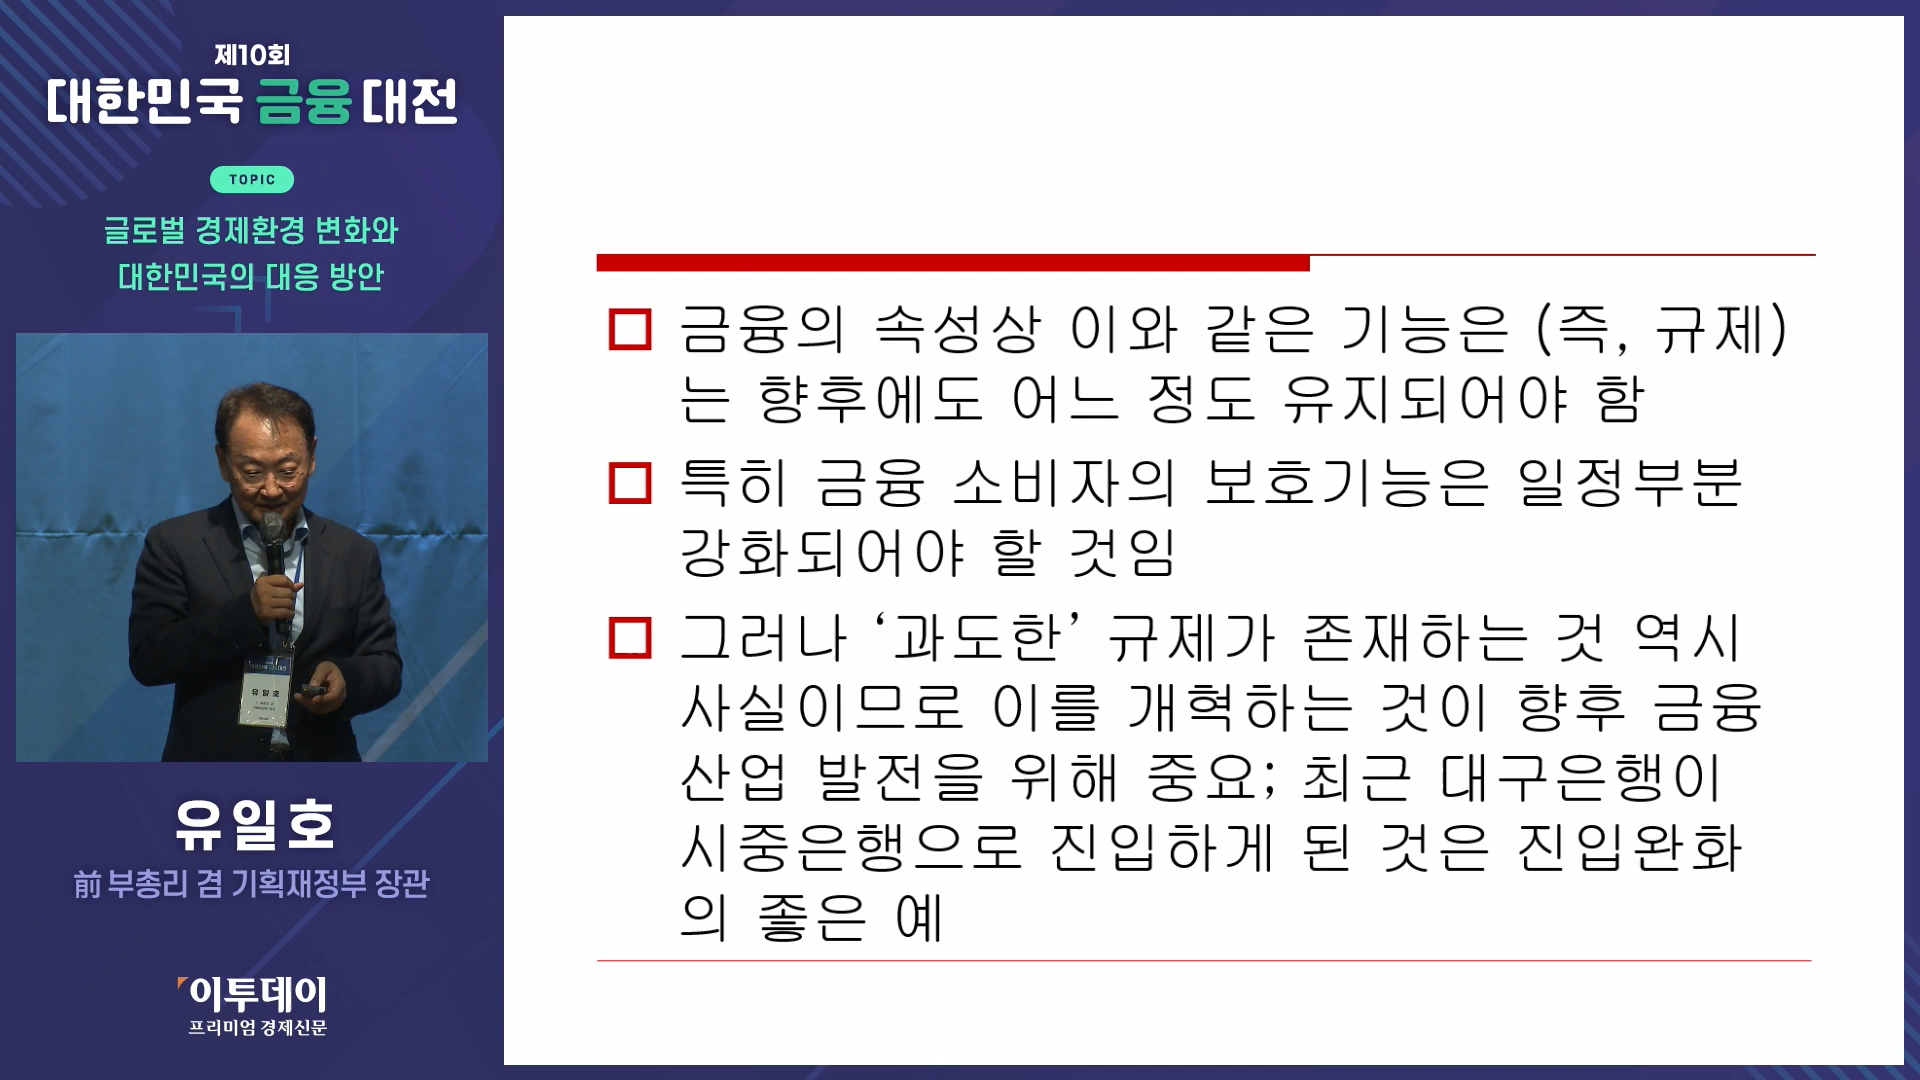 제10회
대한민국 금융대전
TOPIC
글로벌 경제환경 변화와
대한민국의 대응 방안
유일호
유일호
前 부총리 겸 기획재정부 장관
이투데이
프리미엄 경제신문
금융의 속성상 이와 같은 기능은 (즉, 규제)
는 향후에도 어느 정도 유지되어야 함
특히 금융 소비자의 보호기능은 일정부분
강화되어야 할 것임
그러나 ‘과도한’ 규제가 존재하는 것 역시
사실이므로 이를 개혁하는 것이 향후 금융
산업 발전을 위해 중요; 최근 대구은행이
시중은행으로 진입하게 된 것은 진입완화
의 좋은 예